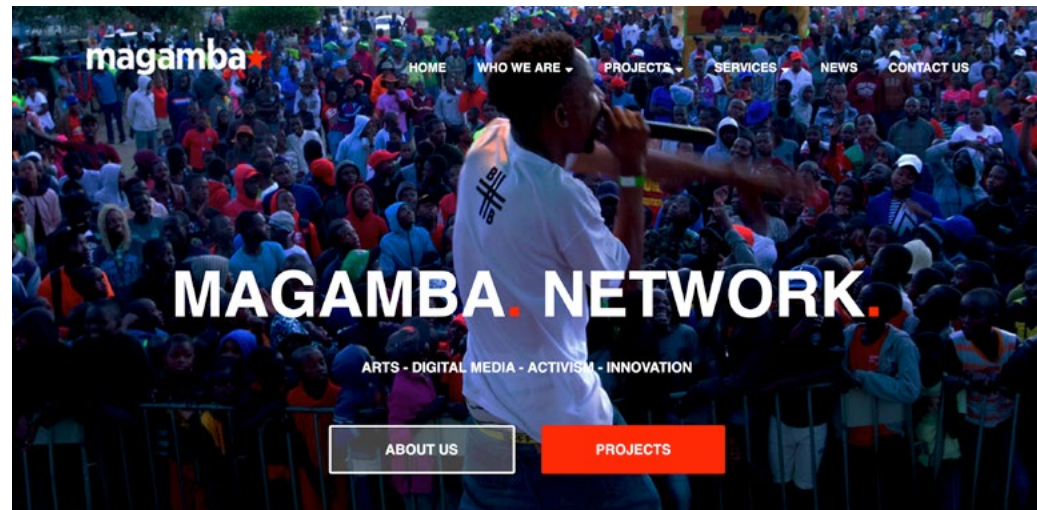 magamba
HOME WHO WE ARE PROJECTS SERVICES NEWS CONTACT US
B
B
MAGAMBA. NETWORK.
ARTS - DIGITAL MEDIA - ACTIVISM - INNOVATION
ABOUT US PROJECTS